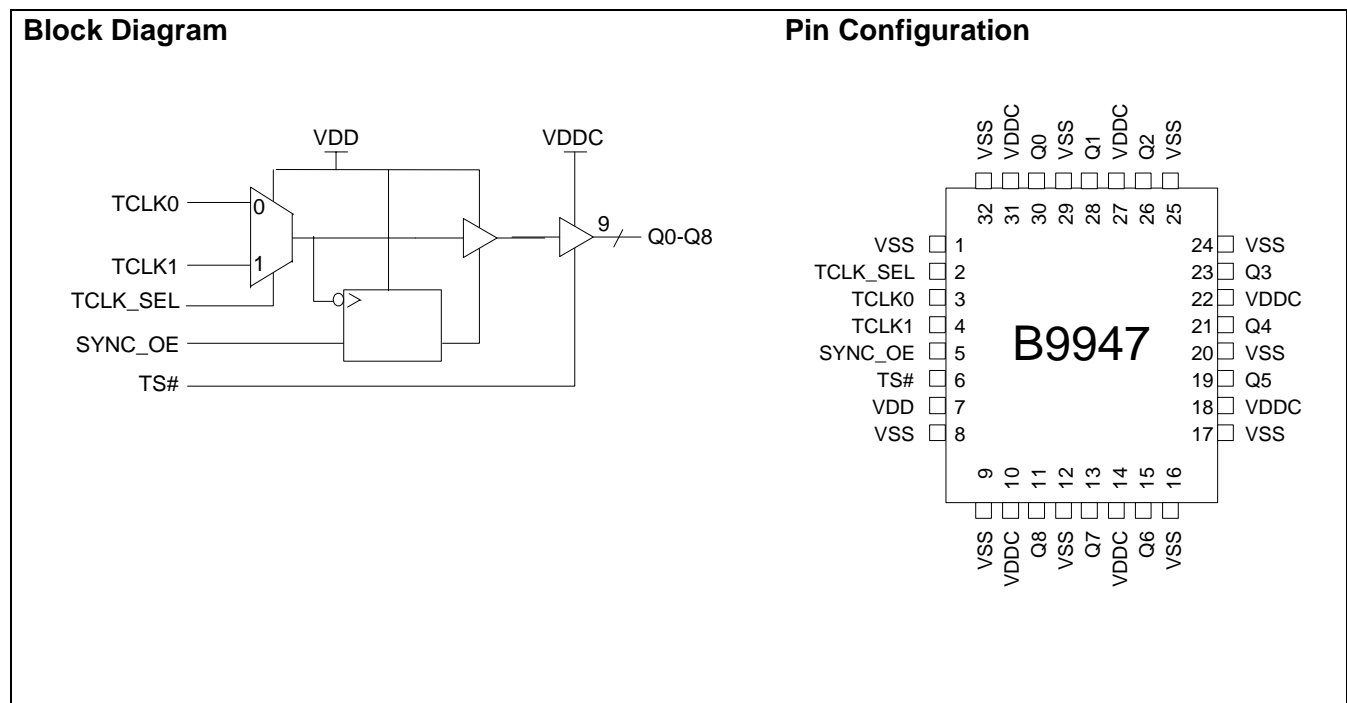 Block Diagram
VDD
VDDC
TCLK0
0
9
Q0-Q8
TCLK1
1
TCLK_SEL
SYNC_OE
TS#
Pin Configuration
VSS
VDDC
Q0
VSS
Q1
VDDC
Q2
VSS
32
31
30
29
28
27
26
25
VSS 1
TCLK_SEL 2
TCLK0 3
TCLK1 4
SYNC_OE 5
TS# 6
VDD 7
VSS 8
B9947
24 VSS
23 Q3
22 VDDC
21 Q4
20 VSS
19 Q5
18 VDDC
17 VSS
9
10
11
12
13
14
15
16
VSS
VDDC
Q8
VSS
Q7
VDDC
Q6
VSS